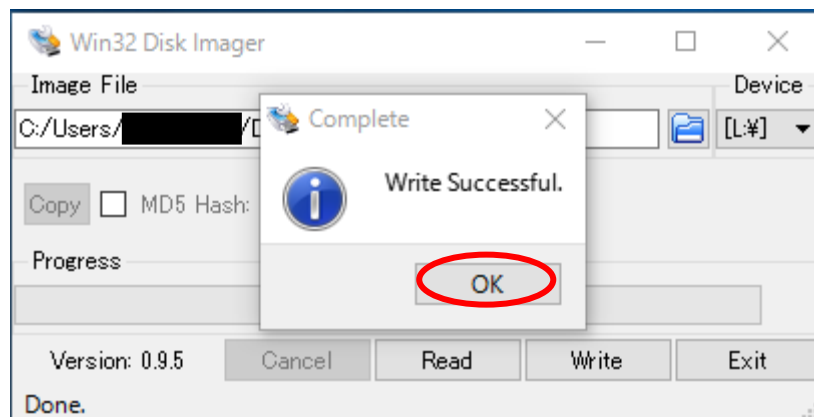 Win32 Disk Imager
Image File
Device
C:/Users/
/D
[L:¥]
Complete
Write Successful.
OK
Copy
MD5 Hash:
Progress
Version: 0.9.5
Cancel
Read
Write
Exit
Done.